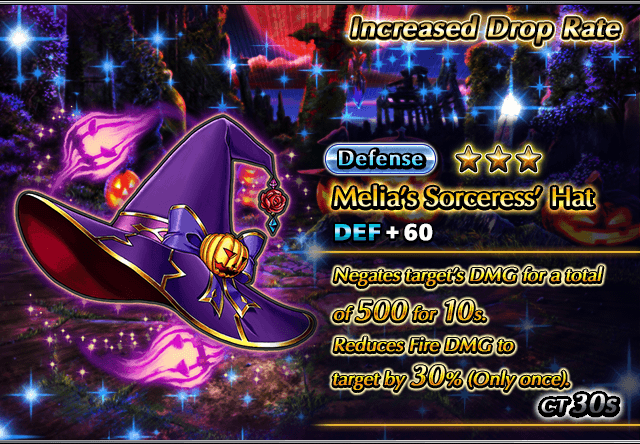 Increased Drop Rate
Defense
Melia's Sorceress' Hat
DEF + 60
Negates target's DMG for a total
of 500 for 10s.
Reduces Fire DMG to
target by 30% (Only once).
CT 30s